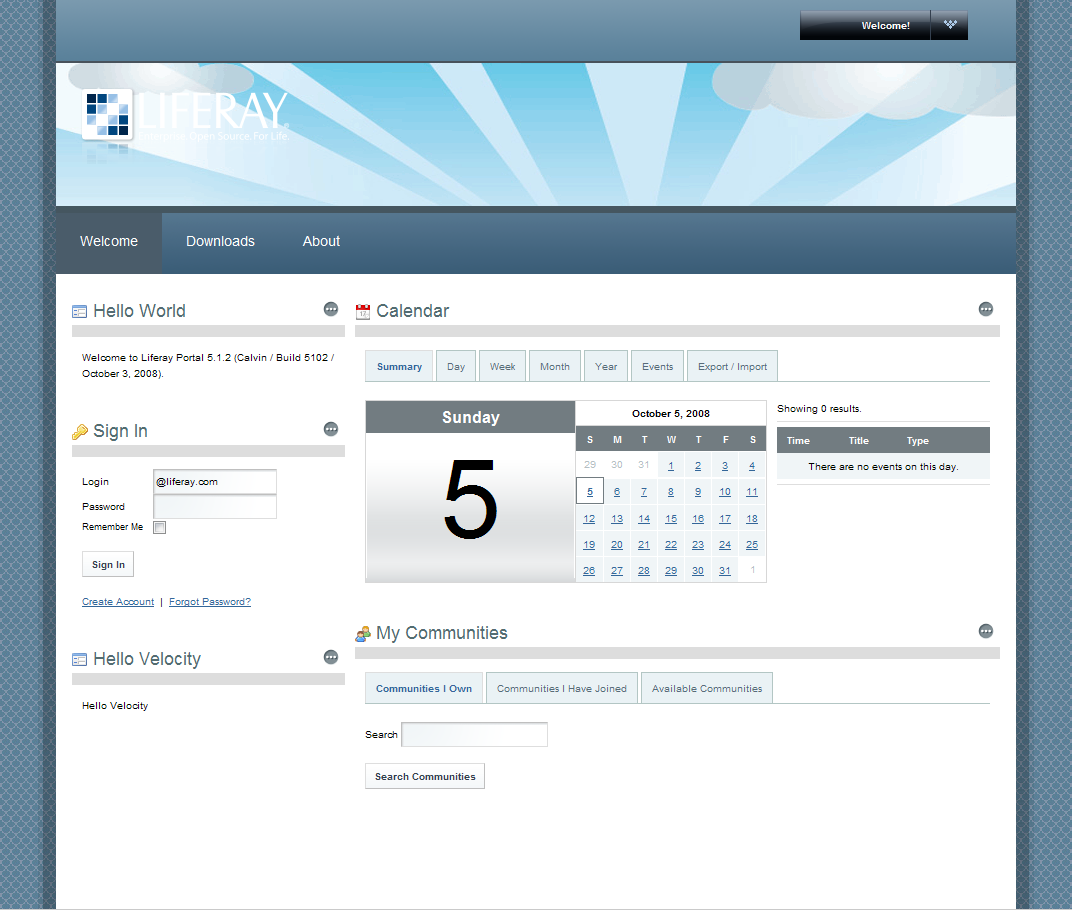 Welcome!
LIFERAY
Enterprise. Open Source. For Life.
Welcome Downloads About
Hello World
Welcome to Liferay Portal 5.1.2 (Calvin / Build 5102 /
October 3, 2008).
Sign In
Login @liferay.com
Password
Remember Me
Sign In
Create Account | Forgot Password?
Hello Velocity
Hello Velocity
Calendar
Summary Day Week Month Year Events Export / Import
Sunday
5
October 5, 2008
S M T W T F S
29 30 31 1 2 3 4
5 6 7 8 9 10 11
12 13 14 15 16 17 18
19 20 21 22 23 24 25
26 27 28 29 30 31 1
Showing 0 results.
Time Title Type
There are no events on this day.
My Communities
Communities I Own Communities I Have Joined Available Communities
Search
Search Communities